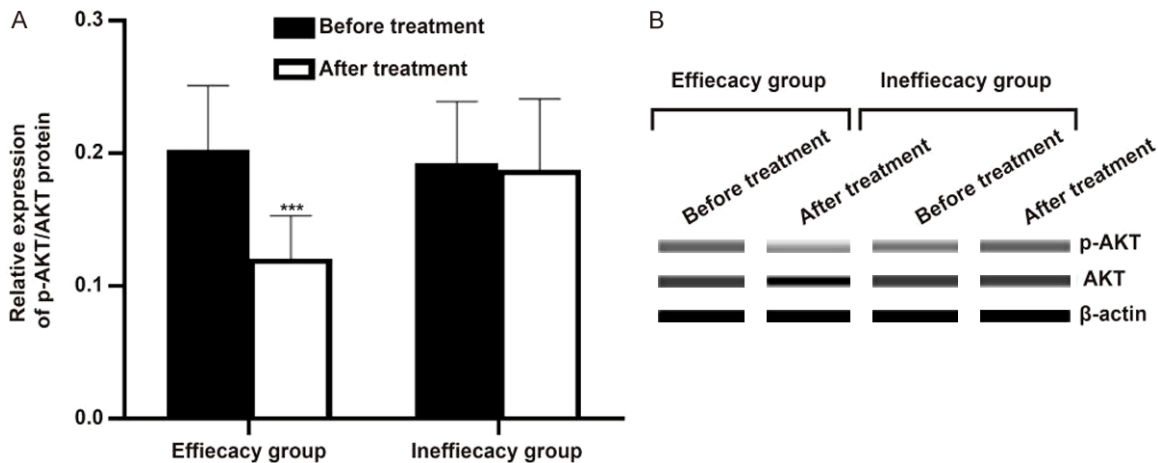 A
0.3
0.2
0.1
0.0
Relative expression
of p-AKT/AKT protein
Before treatment
After treatment
***
Effiecacy group
Ineffiecacy group
B
Effiecacy group
Ineffiecacy group
Before treatment
After treatment
Before treatment
After treatment
p-AKT
AKT
β-actin